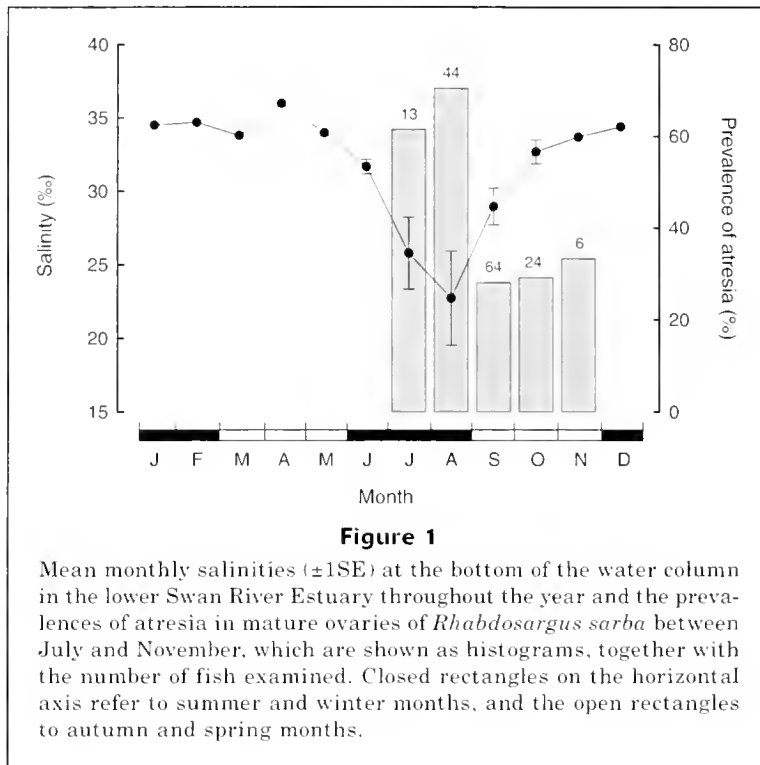 40
35
30
25
20
15
Salinity (‰)
80
60
40
20
0
Prevalence of atresia (%)
13
44
64
24
6
J F M A M J J A S O N D
Month
Figure 1
Mean monthly salinities (±1SE) at the bottom of the water column
in the lower Swan River Estuary throughout the year and the preva-
lences of atresia in mature ovaries of Rhabdosargus sarba between
July and November, which are shown as histograms, together with
the number of fish examined. Closed rectangles on the horizontal
axis refer to summer and winter months, and the open rectangles
to autumn and spring months.